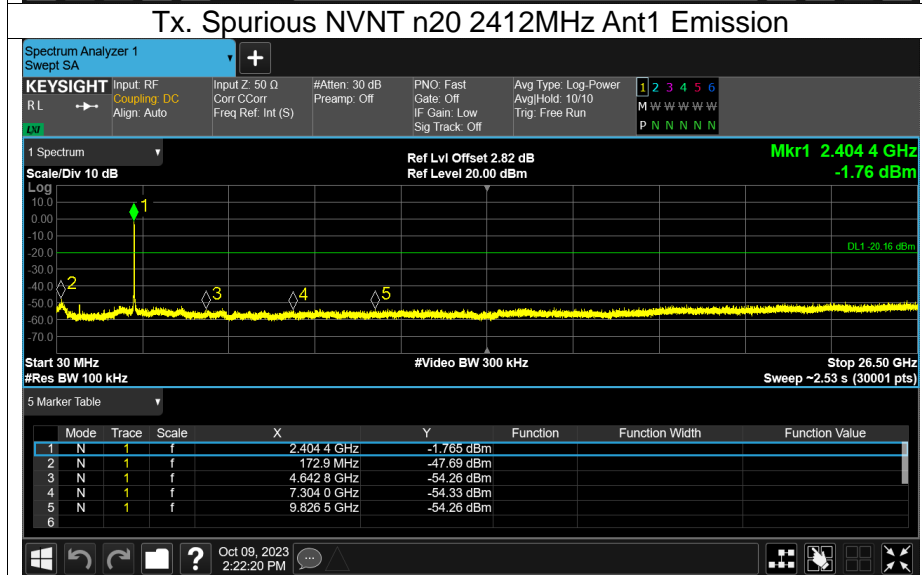 Tx. Spurious NVNT n20 2412MHz Ant1 Emission
Spectrum Analyzer 1
Swept SA
+
KEYSIGHT Input: RF Input Z: 50 Ω #Atten: 30 dB PNO: Fast Avg Type: Log-Power 1 2 3 4 5 6
R L Coupling: DC Corr CCorr Preamp: Off Gate: Off Avg|Hold: 10/10 M W W W W W
Align: Auto Freq Ref: Int (S) IF Gain: Low Trig: Free Run
LXI Sig Track: Off P N N N N N
1 Spectrum Ref Lvl Offset 2.82 dB Mkr1 2.404 4 GHz
Scale/Div 10 dB Ref Level 20.00 dBm -1.76 dBm
Log
10.0
1
0.00
-10.0
-20.0 DL1 -20.16 dBm
-30.0
-40.0
2 3 4 5
-50.0
-60.0
-70.0
Start 30 MHz #Video BW 300 kHz Stop 26.50 GHz
#Res BW 100 kHz Sweep ~2.53 s (30001 pts)
5 Marker Table
Mode Trace Scale X Y Function Function Width Function Value
1 N 1 f 2.404 4 GHz -1.765 dBm
2 N 1 f 172.9 MHz -47.69 dBm
3 N 1 f 4.642 8 GHz -54.26 dBm
4 N 1 f 7.304 0 GHz -54.33 dBm
5 N 1 f 9.826 5 GHz -54.26 dBm
6
? Oct 09, 2023
2:22:20 PM